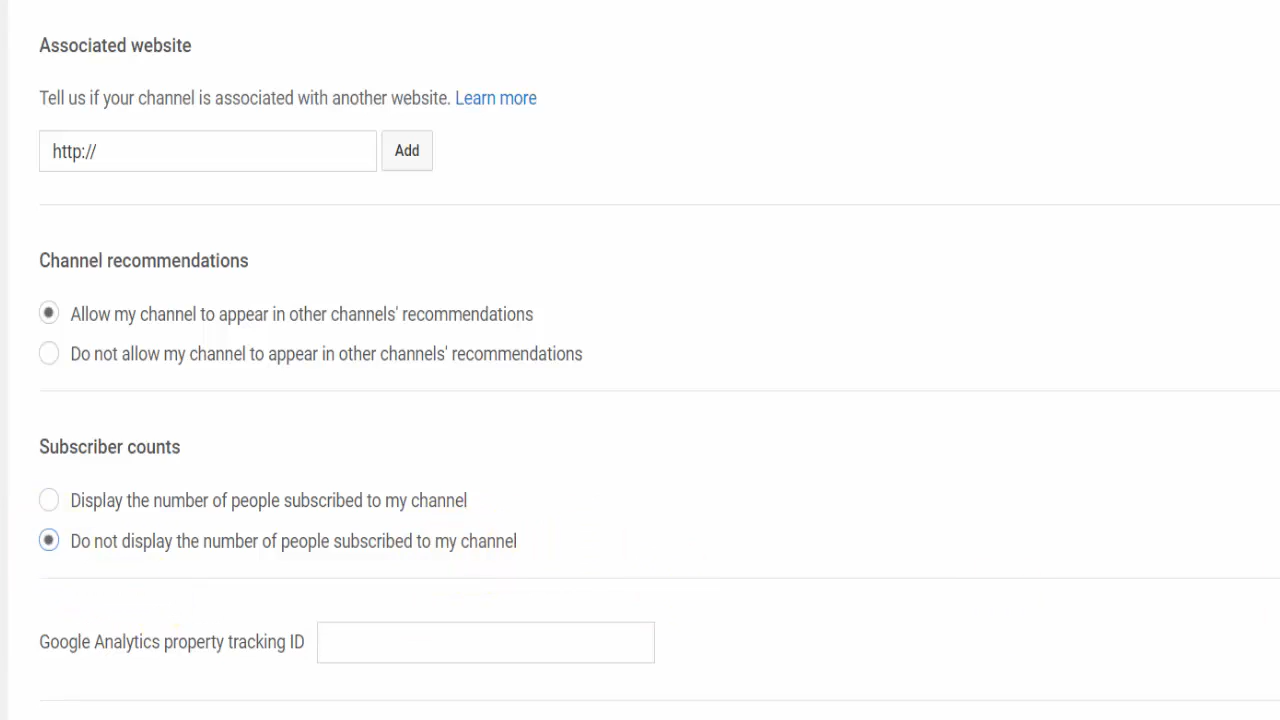 Associated website
Tell us if your channel is associated with another website. Learn more
http:// Add
Channel recommendations
Allow my channel to appear in other channels' recommendations
Do not allow my channel to appear in other channels' recommendations
Subscriber counts
Display the number of people subscribed to my channel
Do not display the number of people subscribed to my channel
Google Analytics property tracking ID